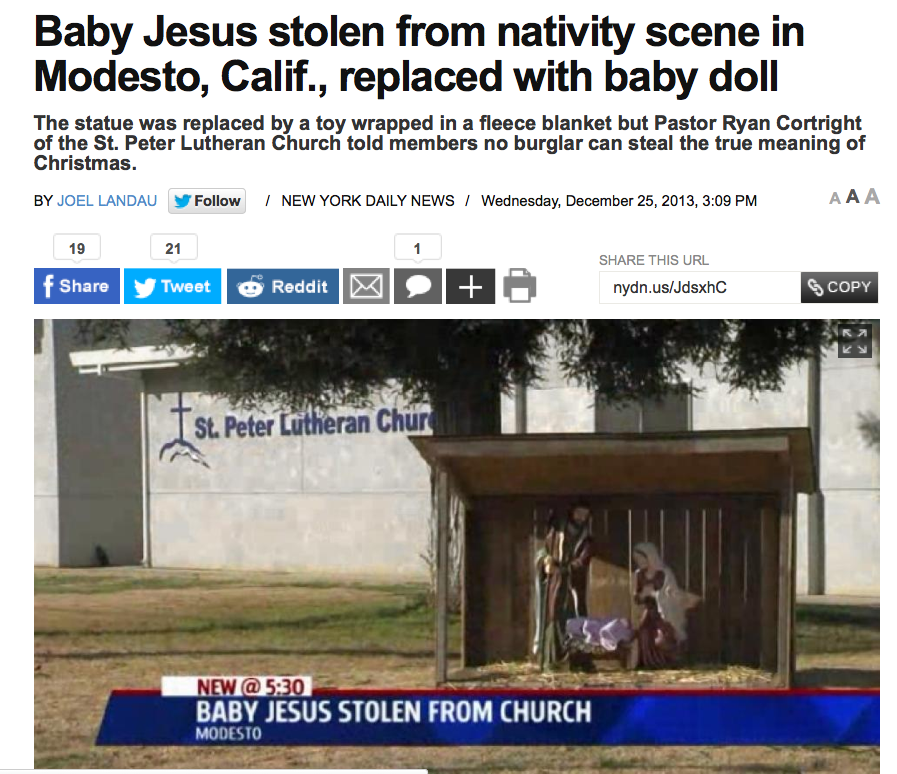 Baby Jesus stolen from nativity scene in
Modesto, Calif., replaced with baby doll
The statue was replaced by a toy wrapped in a fleece blanket but Pastor Ryan Cortright
of the St. Peter Lutheran Church told members no burglar can steal the true meaning of
Christmas.
BY JOEL LANDAU Follow / NEW YORK DAILY NEWS / Wednesday, December 25, 2013, 3:09 PM A A A
19 21 1
SHARE THIS URL
f Share Tweet Reddit nydn.us/JdsxhC COPY
St. Peter Lutheran Chur
NEW @ 5:30
BABY JESUS STOLEN FROM CHURCH
MODESTO